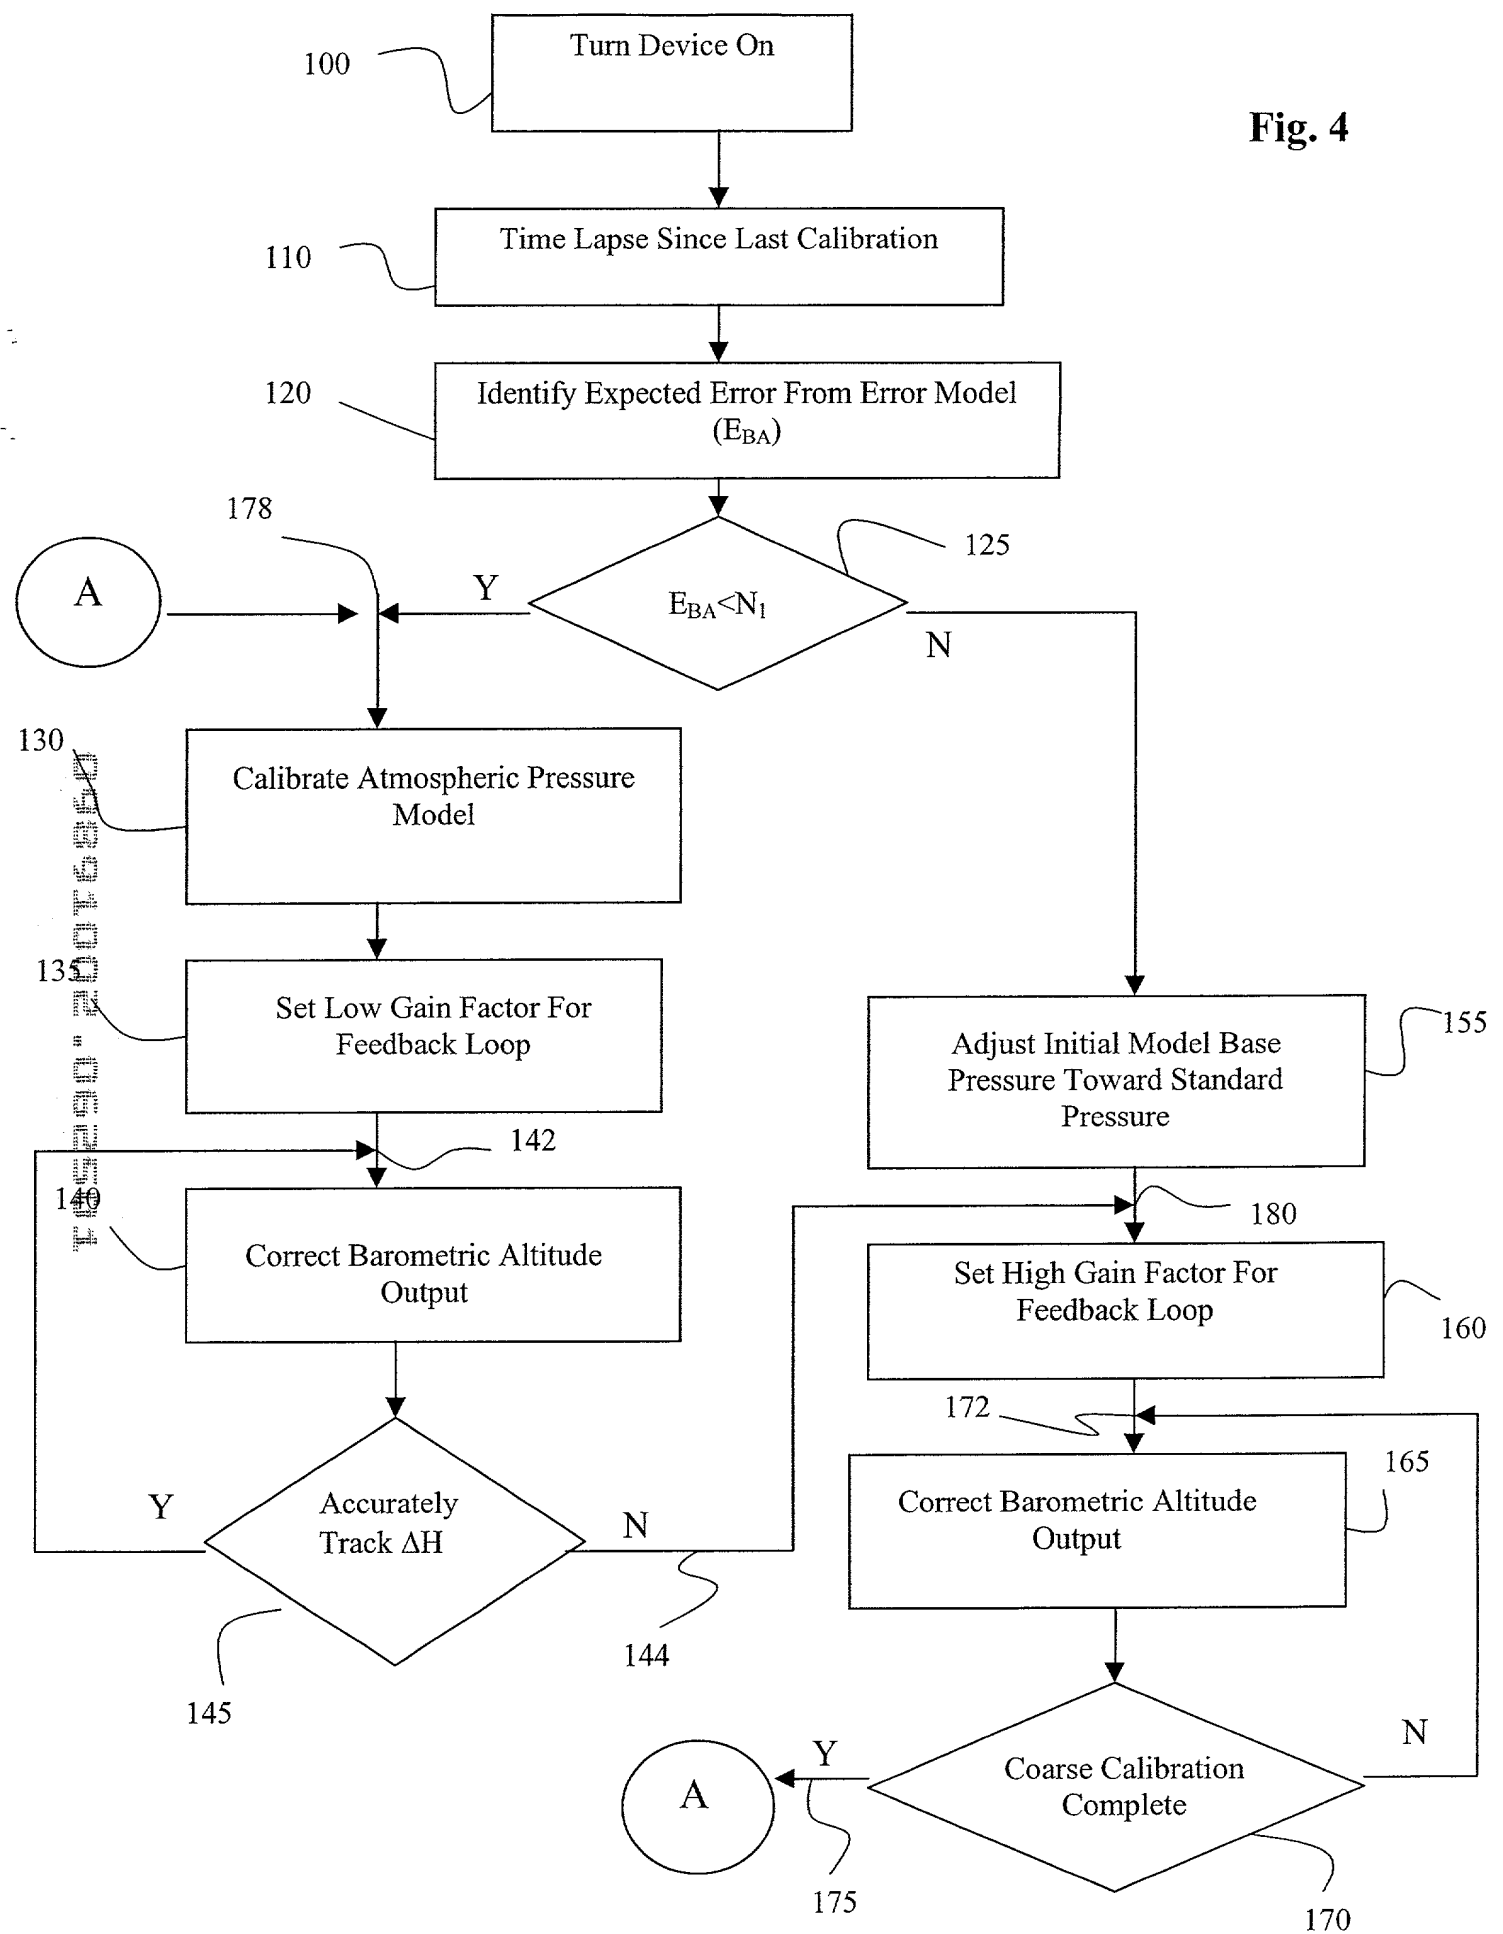 Turn Device On
100
Fig. 4
Time Lapse Since Last Calibration
110
Identify Expected Error From Error Model
(EBA)
120
178
125
A
Y
EBA<N1
N
130
Calibrate Atmospheric Pressure
Model
135
Set Low Gain Factor For
Feedback Loop
155
Adjust Initial Model Base
Pressure Toward Standard
Pressure
142
140
Correct Barometric Altitude
Output
180
Set High Gain Factor For
Feedback Loop
160
172
165
Correct Barometric Altitude
Output
Y
Accurately
Track ΔH
N
144
145
A
Y
Coarse Calibration
Complete
N
175
170